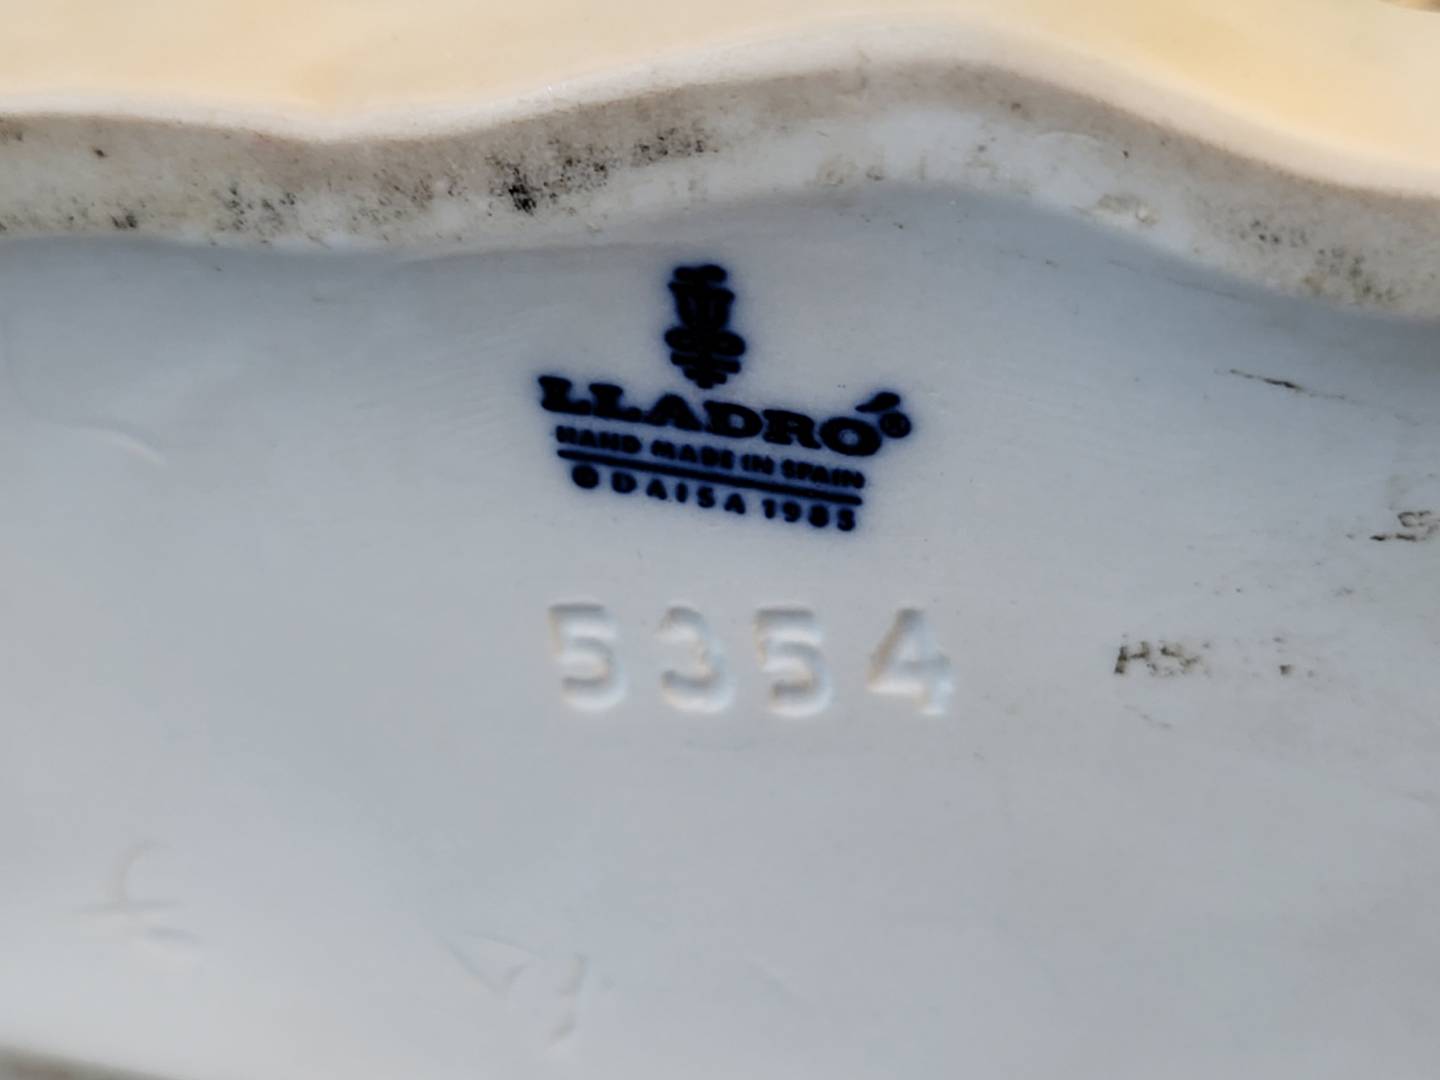 LLADRÓ®
HAND MADE IN SPAIN
© DAISA 1985
5354